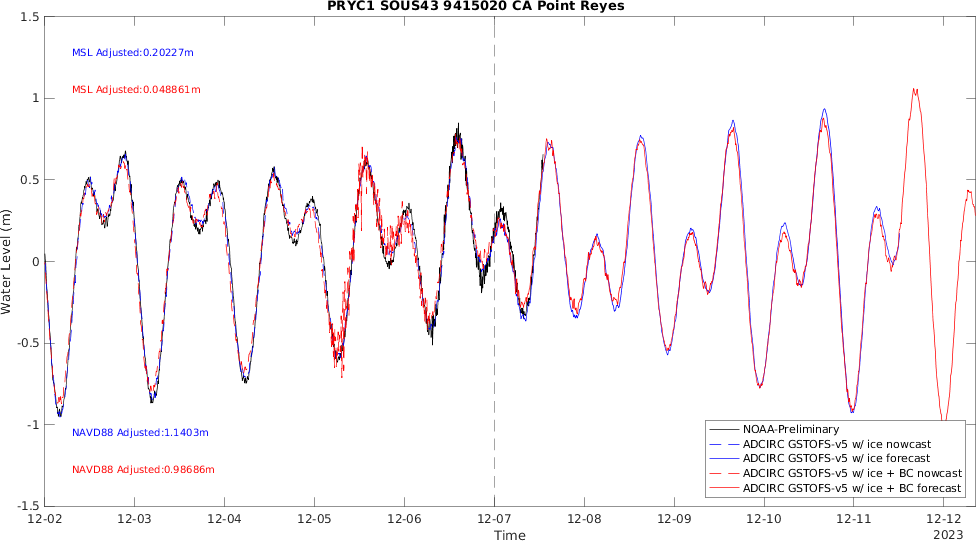 PRYC1 SOUS43 9415020 CA Point Reyes
1.5
MSL Adjusted:0.20227m
MSL Adjusted:0.048861m
1
0.5
Water Level (m)
0
-0.5
-1
NAVD88 Adjusted:1.1403m
NAVD88 Adjusted:0.98686m
-1.5
NOAA-Preliminary
ADCIRC GSTOFS-v5 w/ ice nowcast
ADCIRC GSTOFS-v5 w/ ice forecast
ADCIRC GSTOFS-v5 w/ ice + BC nowcast
ADCIRC GSTOFS-v5 w/ ice + BC forecast
12-02 12-03 12-04 12-05 12-06 12-07 12-08 12-09 12-10 12-11 12-12
Time 2023